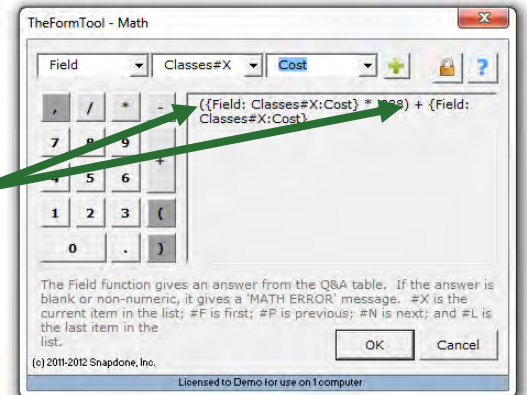 TheFormTool - Math
Field Classes#X Cost ?
, / * -
7 8 9 +
4 5 6
1 2 3 (
0 . )
({Field: Classes#X:Cost} * ) + {Field:
Classes#X:Cost}
The Field function gives an answer from the Q&A table. If the answer is
blank or non-numeric, it gives a 'MATH ERROR' message. #X is the
current item in the list; #F is first; #P is previous; #N is next; and #L is
the last item in the
list.
OK Cancel
(c) 2011-2012 Snapdone, Inc.
Licensed to Demo for use on 1 computer